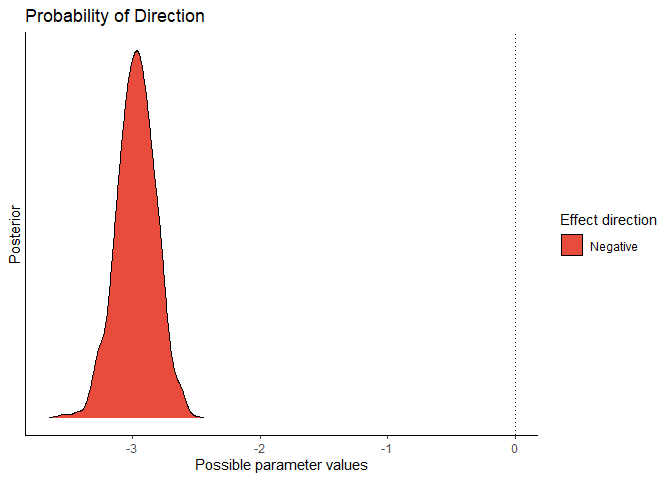 Probability of Direction
Posterior
Effect direction
Negative
-3
-2
-1
0
Possible parameter values